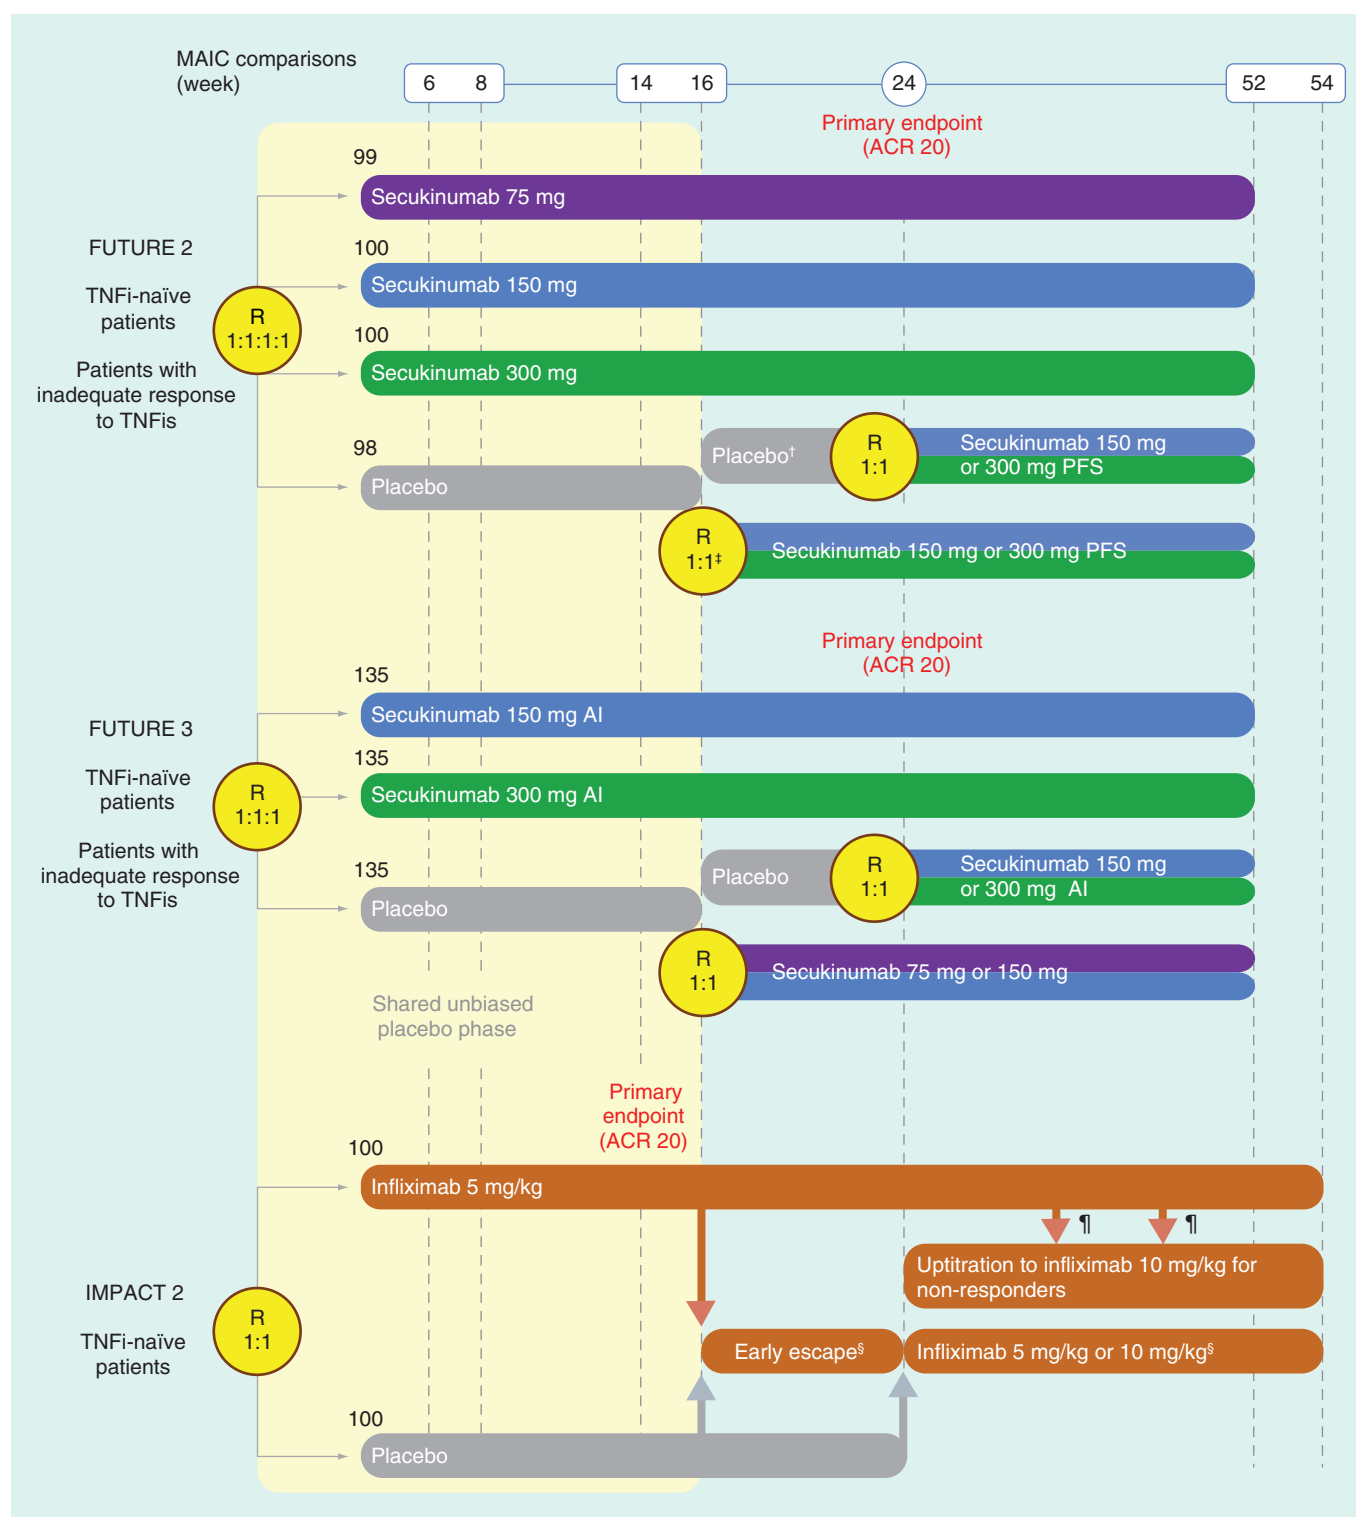 MAIC comparisons
(week)
6 8 14 16 24 52 54
Primary endpoint
(ACR 20)
99
Secukinumab 75 mg
FUTURE 2
TNFi-naïve
patients
Patients with
inadequate response
to TNFis
R
1:1:1:1
100
Secukinumab 150 mg
100
Secukinumab 300 mg
98
Placebo
Placebo†
R
1:1
Secukinumab 150 mg
or 300 mg PFS
R
1:1‡
Secukinumab 150 mg or 300 mg PFS
Primary endpoint
(ACR 20)
135
Secukinumab 150 mg AI
FUTURE 3
TNFi-naïve
patients
Patients with
inadequate response
to TNFis
R
1:1:1
135
Secukinumab 300 mg AI
135
Placebo
Placebo
R
1:1
Secukinumab 150 mg
or 300 mg AI
R
1:1
Secukinumab 75 mg or 150 mg
Shared unbiased
placebo phase
Primary
endpoint
(ACR 20)
100
Infliximab 5 mg/kg
¶ ¶
Uptitration to infliximab 10 mg/kg for
non-responders
IMPACT 2
TNFi-naïve
patients
R
1:1
Early escape§
Infliximab 5 mg/kg or 10 mg/kg§
100
Placebo